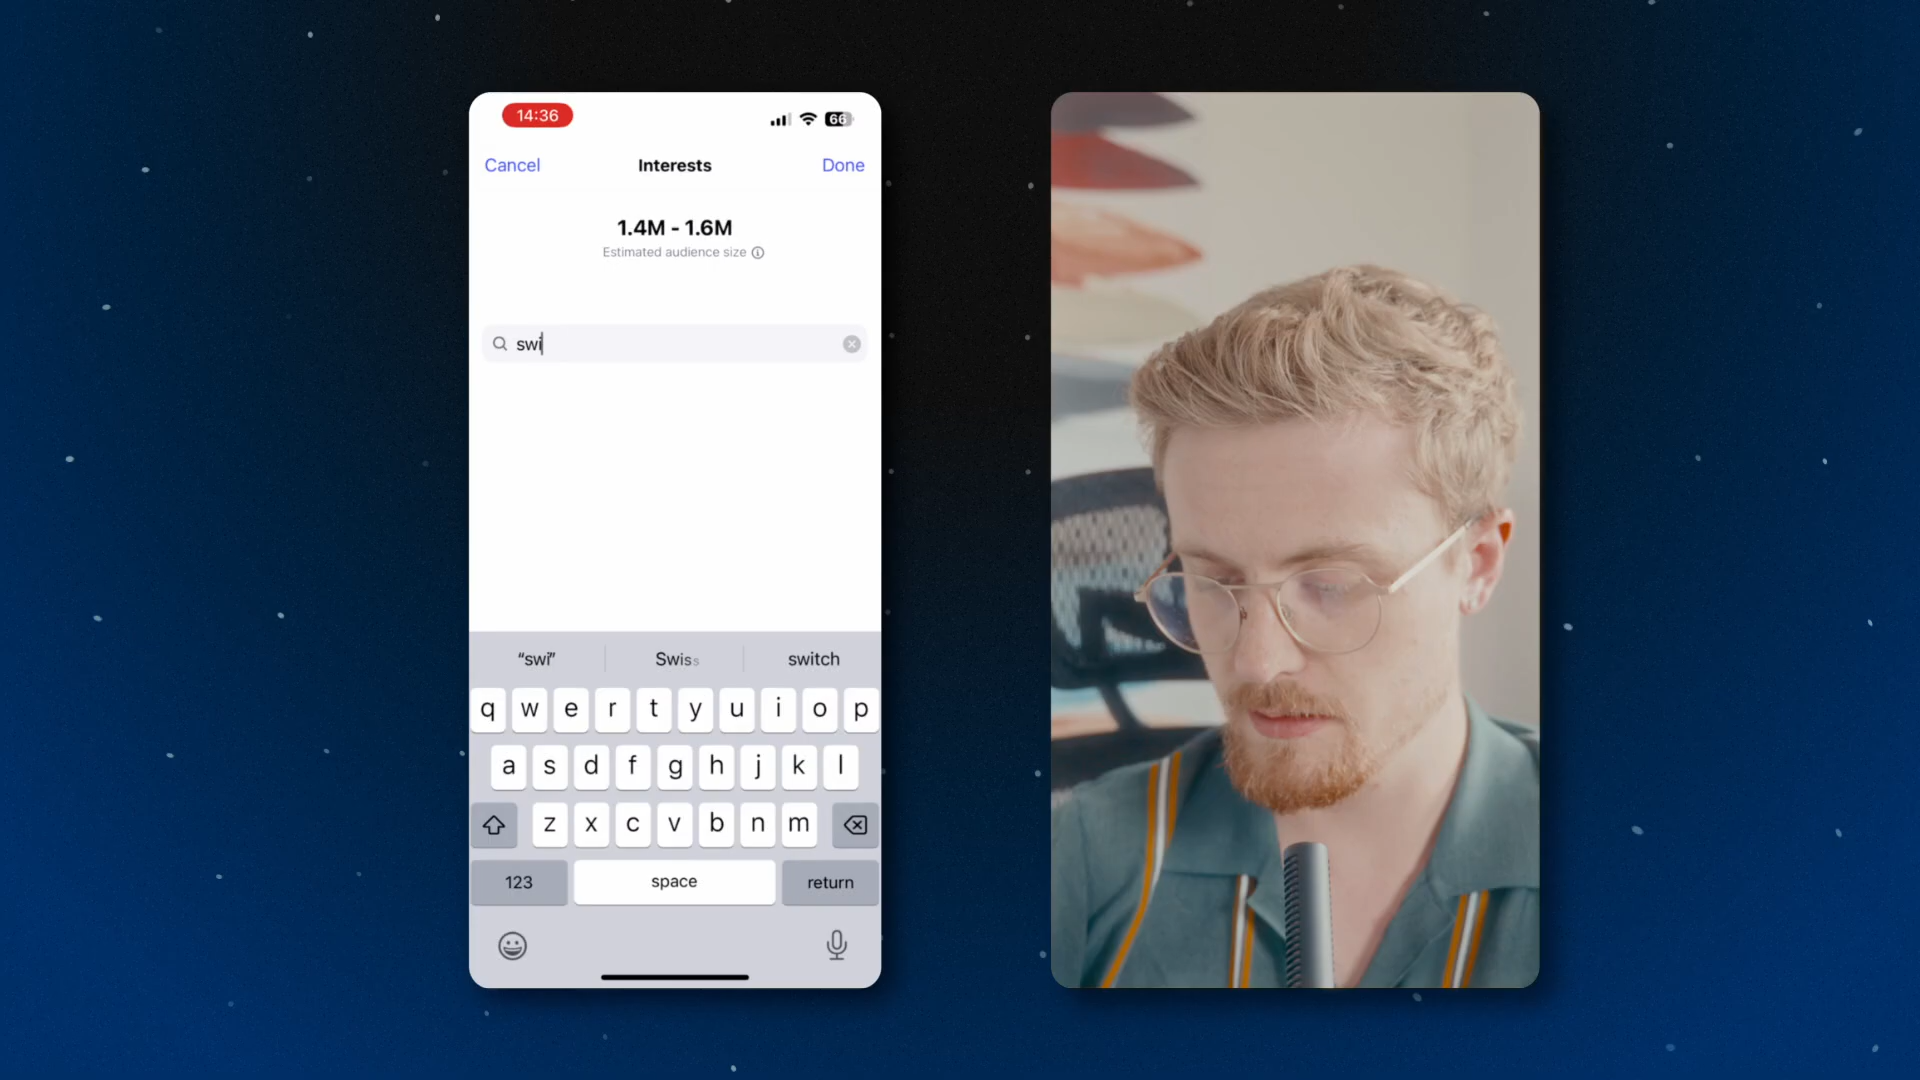 14:36
66
Cancel Interests Done
1.4M - 1.6M
Estimated audience size
swi
“swi” Swiss switch
q w e r t y u i o p
a s d f g h j k l
z x c v b n m
123 space return